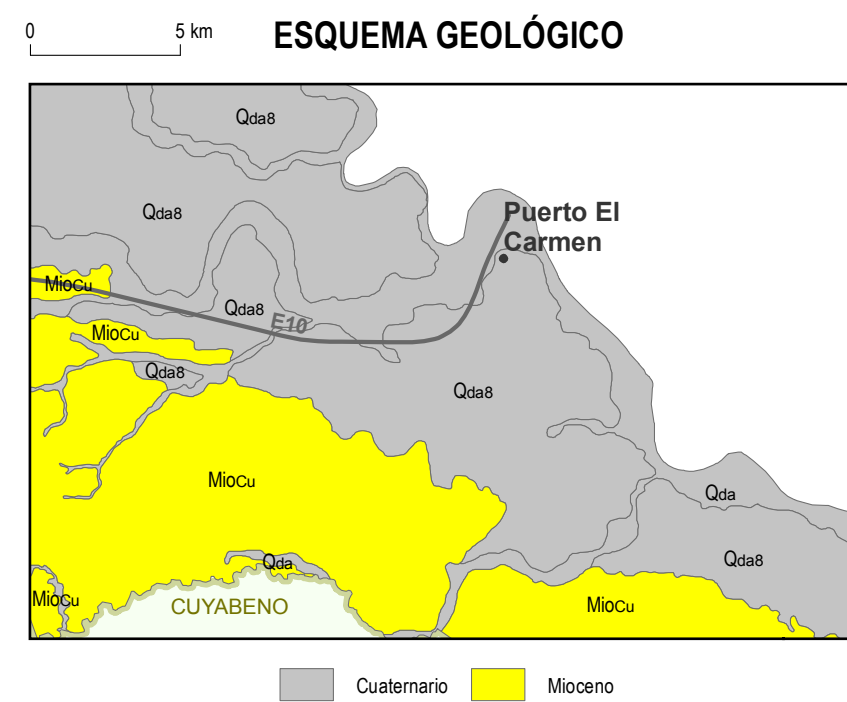 0
5 km
ESQUEMA GEOLÓGICO
Qda8
Qda8
Puerto El
Carmen
MioCu
Qda8
E10
MioCu
Qda8
Qda8
MioCu
Qda
Qda
Qda8
MioCu
CUYABENO
MioCu
Cuaternario
Mioceno